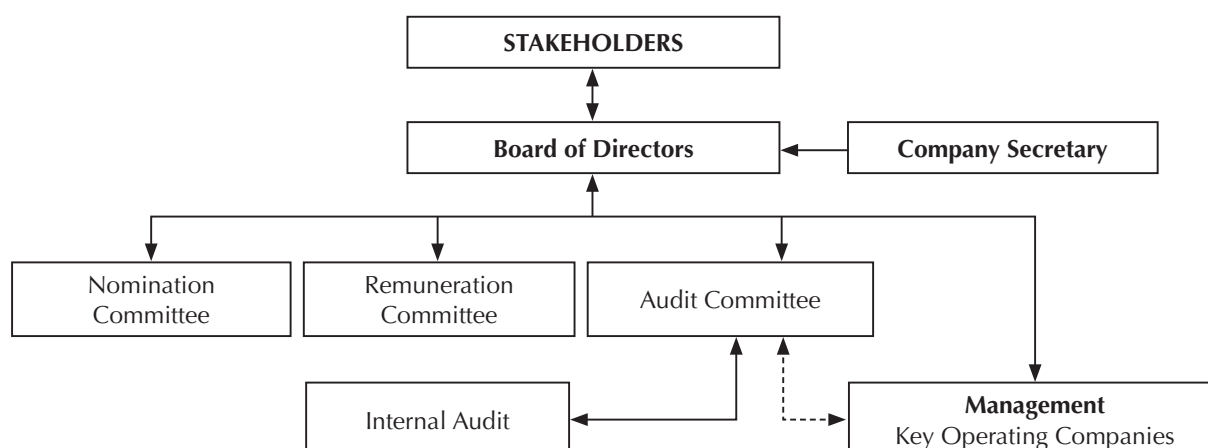 STAKEHOLDERS
Board of Directors
Company Secretary
Nomination
Committee
Remuneration
Committee
Audit Committee
Internal Audit
Management
Key Operating Companies